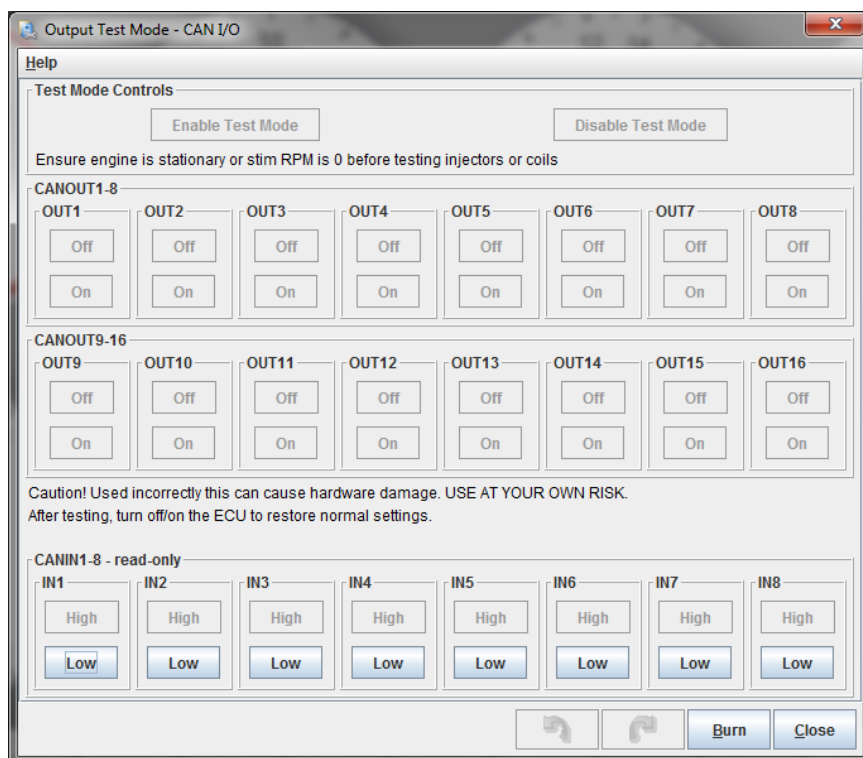 Output Test Mode - CAN I/O
Help
Test Mode Controls
Enable Test Mode Disable Test Mode
Ensure engine is stationary or stim RPM is 0 before testing injectors or coils
CANOUT1-8
OUT1 OUT2 OUT3 OUT4 OUT5 OUT6 OUT7 OUT8
Off Off Off Off Off Off Off Off
On On On On On On On On
CANOUT9-16
OUT9 OUT10 OUT11 OUT12 OUT13 OUT14 OUT15 OUT16
Off Off Off Off Off Off Off Off
On On On On On On On On
Caution! Used incorrectly this can cause hardware damage. USE AT YOUR OWN RISK.
After testing, turn off/on the ECU to restore normal settings.
CANIN1-8 - read-only
IN1 IN2 IN3 IN4 IN5 IN6 IN7 IN8
High High High High High High High High
Low Low Low Low Low Low Low Low
Burn Close